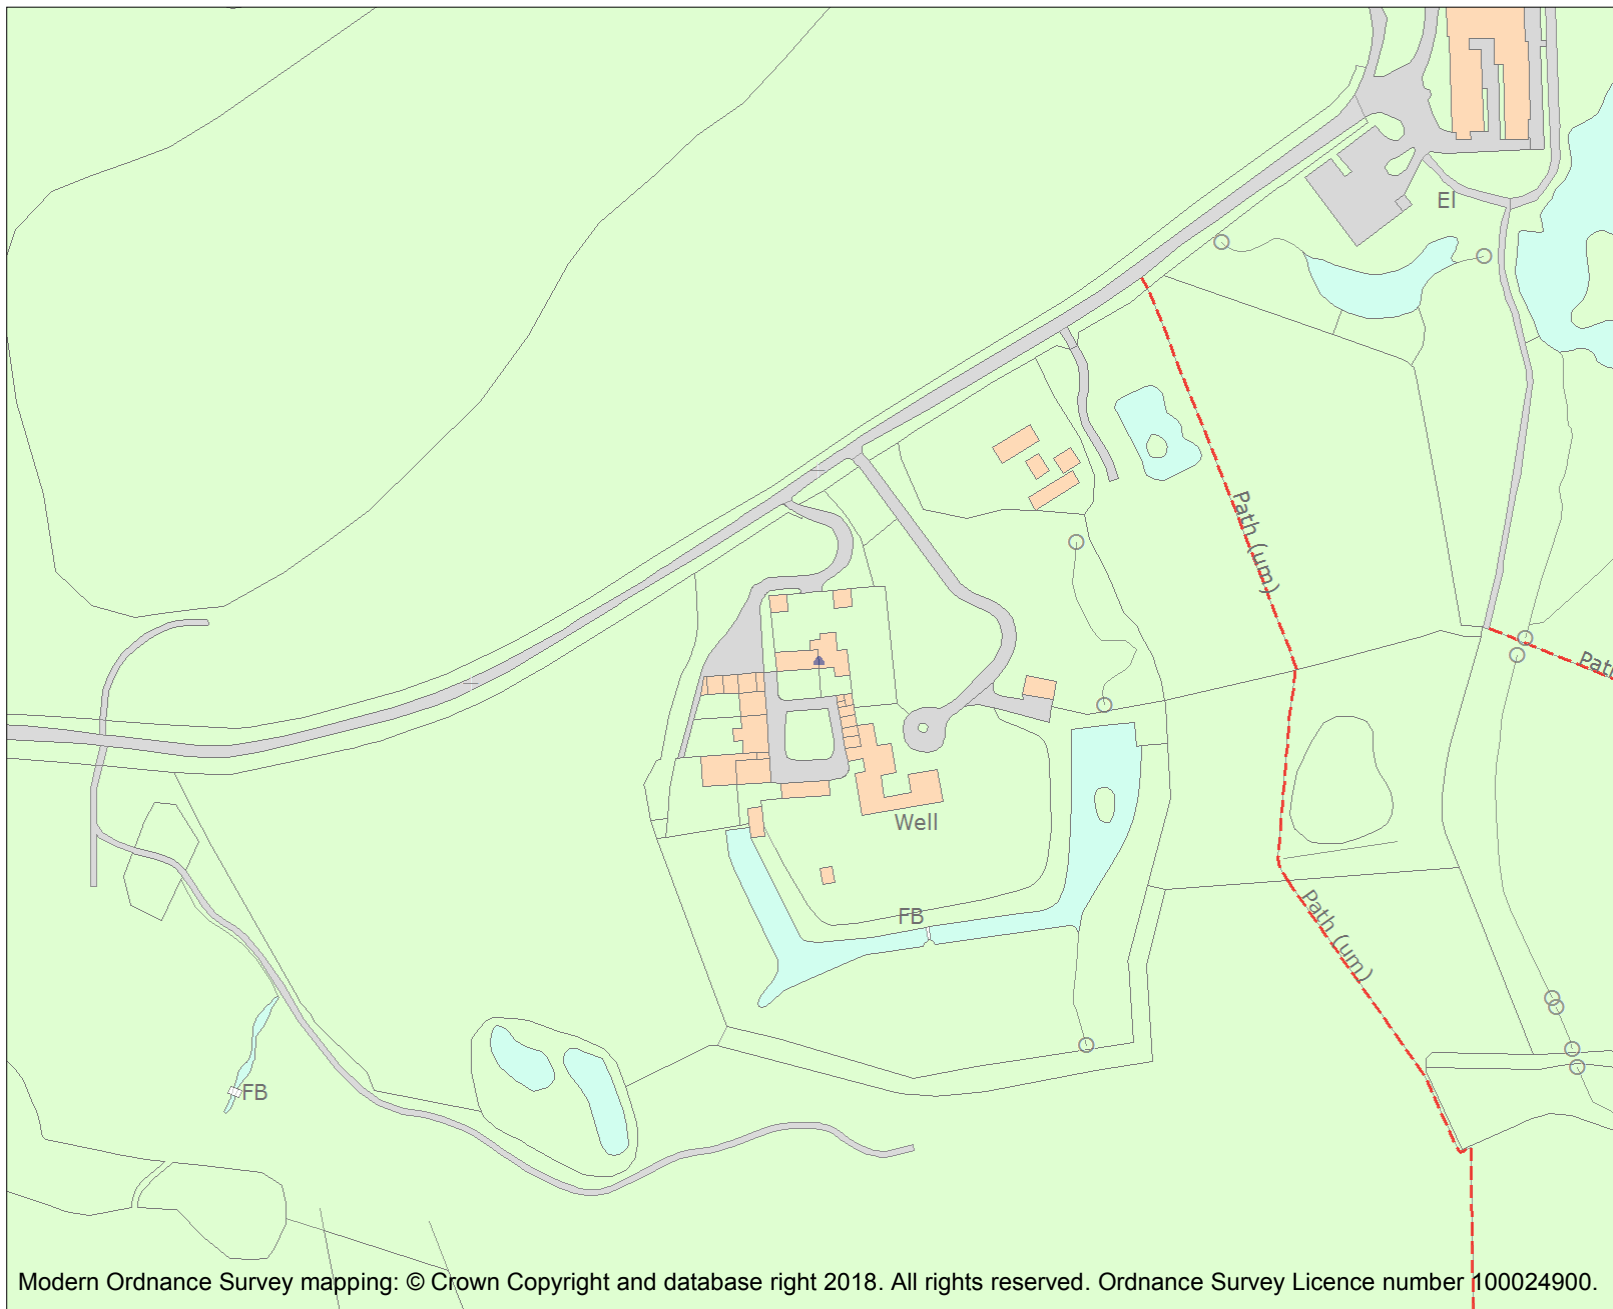 El
Path (um)
Path
Well
FB
Path (um)
FB
Modern Ordnance Survey mapping: © Crown Copyright and database right 2018. All rights reserved. Ordnance Survey Licence number 100024900.